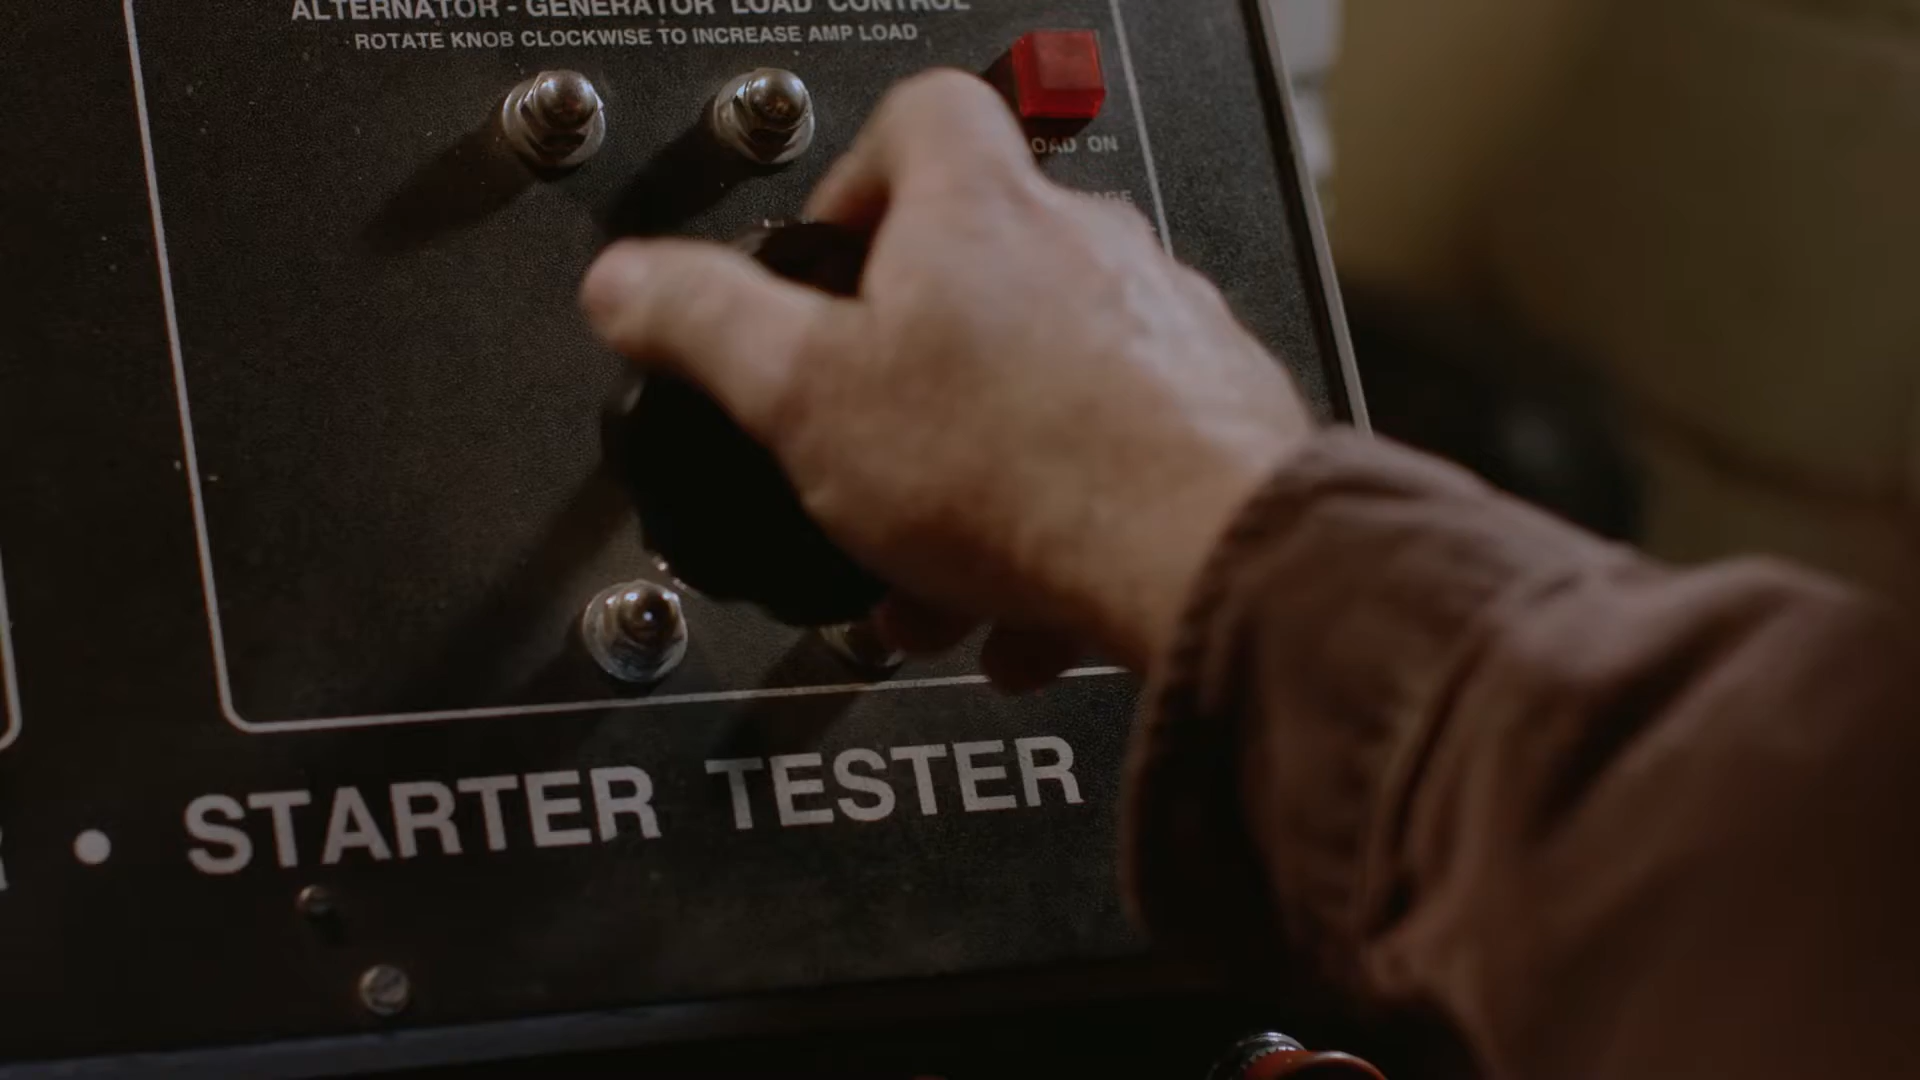 ALTERNATOR - GENERATOR LOAD CONTROL
ROTATE KNOB CLOCKWISE TO INCREASE AMP LOAD
OAD ON
• STARTER TESTER